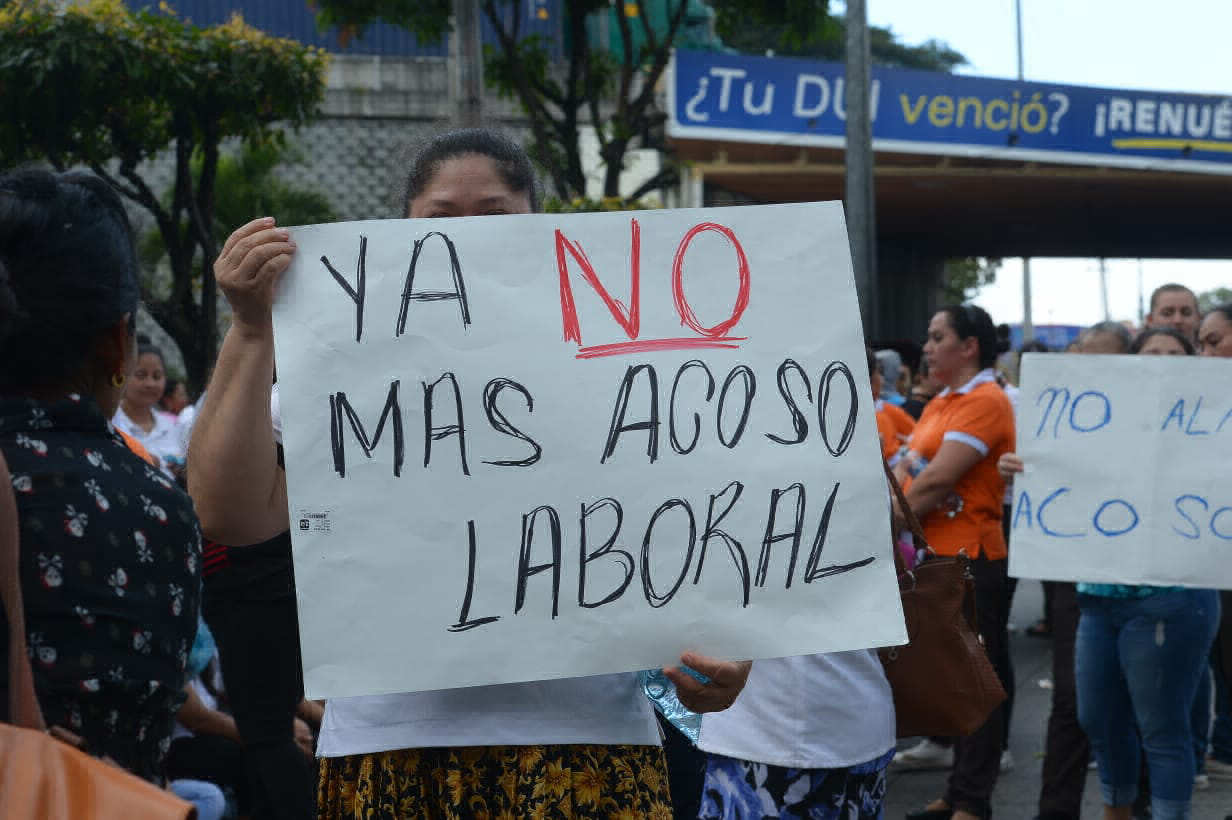 ¿Tu DUI venció? ¡RENUÉ
YA NO
MAS ACOSO
LABORAL
NO AL
ACOSO